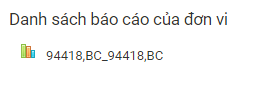 Danh sách báo cáo của đơn vi
94418,BC_94418,BC